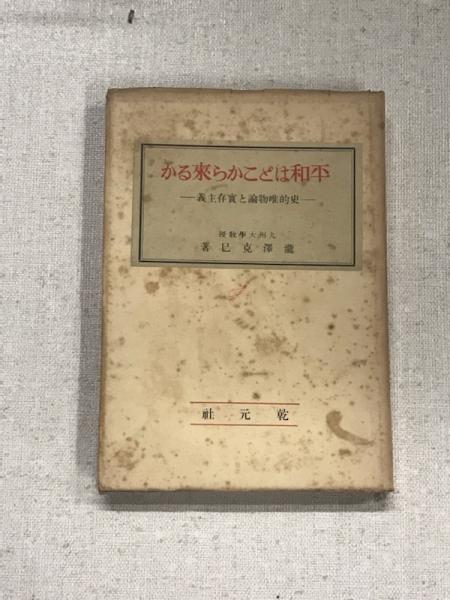 平和はどこから來るか
―史的唯物論と實存主義―
九州大學教授
瀧澤克己著
乾元社